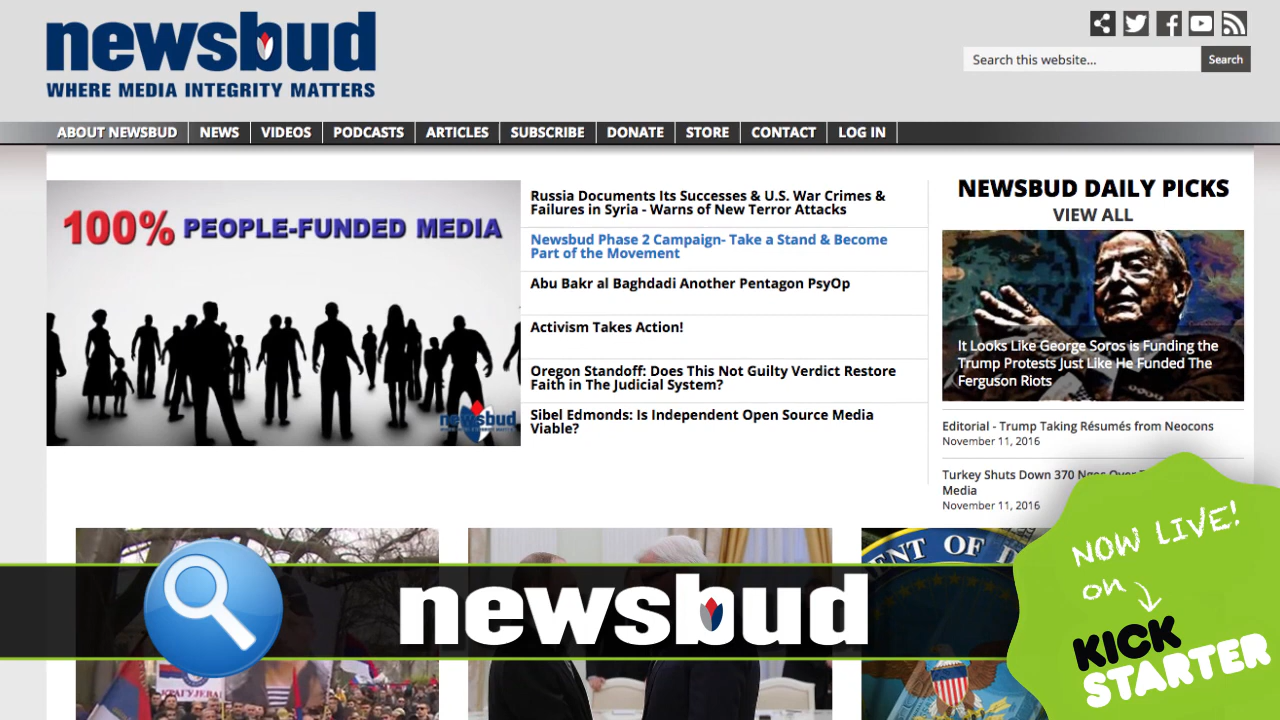 newsbud
WHERE MEDIA INTEGRITY MATTERS
Search this website...
Search
ABOUT NEWSBUD
NEWS
VIDEOS
PODCASTS
ARTICLES
SUBSCRIBE
DONATE
STORE
CONTACT
LOG IN
100% PEOPLE-FUNDED MEDIA
newsbud
Russia Documents Its Successes & U.S. War Crimes &
Failures in Syria - Warns of New Terror Attacks
Newsbud Phase 2 Campaign- Take a Stand & Become
Part of the Movement
Abu Bakr al Baghdadi Another Pentagon PsyOp
Activism Takes Action!
Oregon Standoff: Does This Not Guilty Verdict Restore
Faith in The Judicial System?
Sibel Edmonds: Is Independent Open Source Media
Viable?
NEWSBUD DAILY PICKS
VIEW ALL
It Looks Like George Soros is Funding the
Trump Protests Just Like He Funded The
Ferguson Riots
Editorial - Trump Taking Résumés from Neocons
November 11, 2016
Turkey Shuts Down 370 Ngos Over
Media
November 11, 2016
ENT OF D
КРАГУЈЕВА
newsbud
NOW LIVE!
on
KICK
STARTER